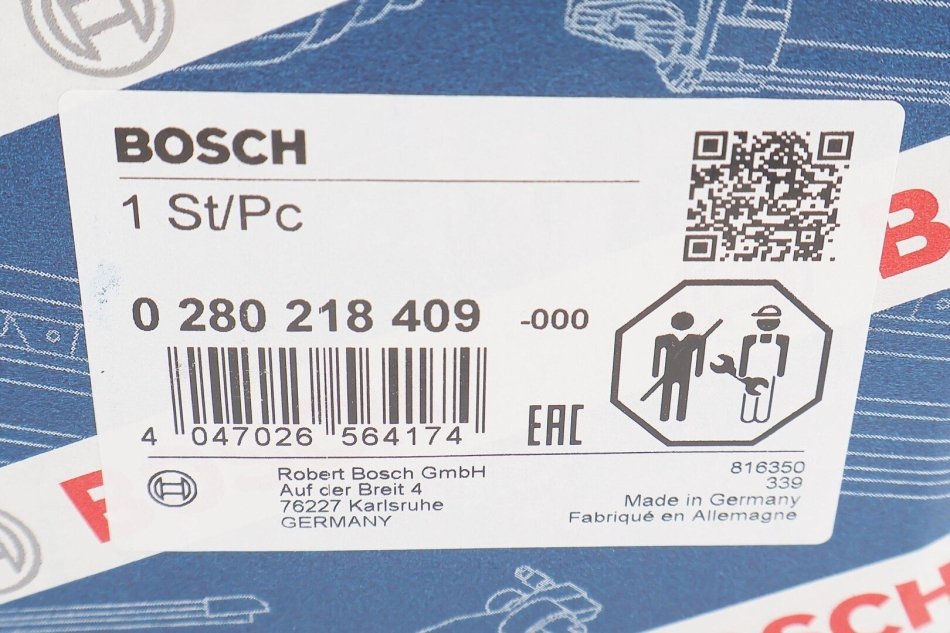 BOSCH
1 St/Pc
0 280 218 409 -000
4 047026 564174
EAC
Robert Bosch GmbH
Auf der Breit 4
76227 Karlsruhe
GERMANY
816350
339
Made in Germany
Fabriqué en Allemagne
B
SCH